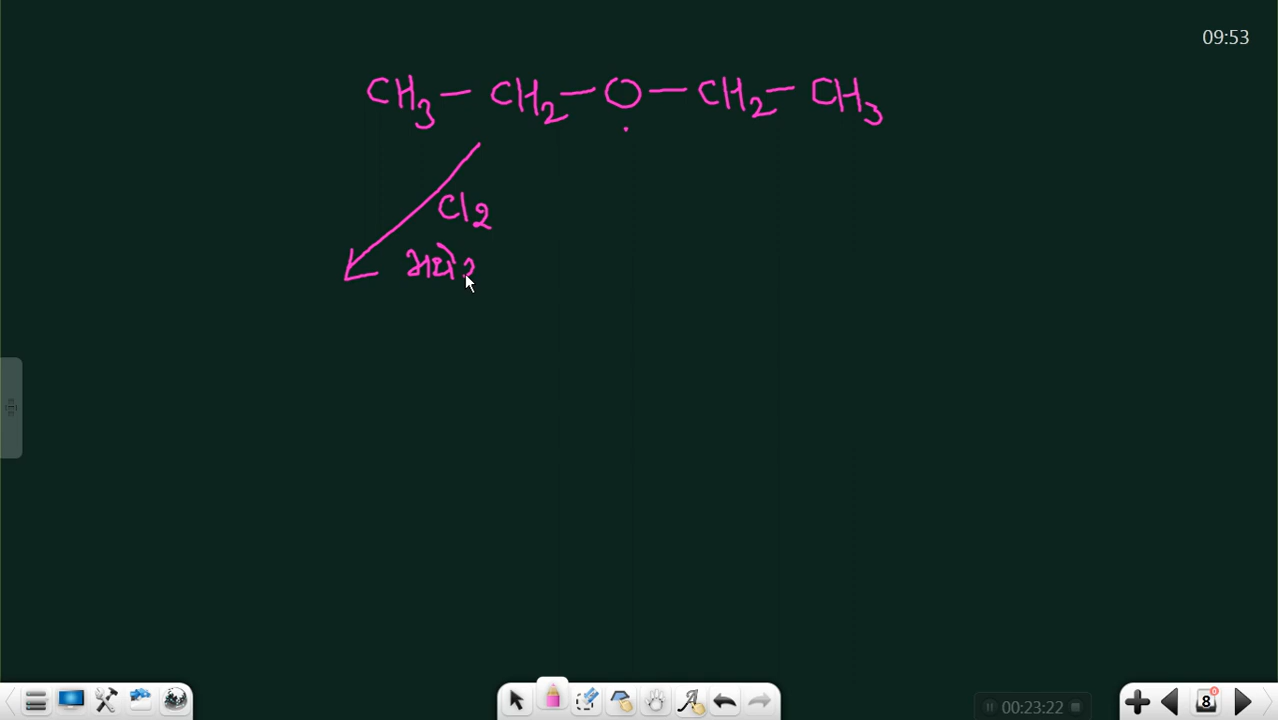 09:53
CH₃ — CH₂ — O — CH₂ — CH₃
Cl₂
8
00:23:22